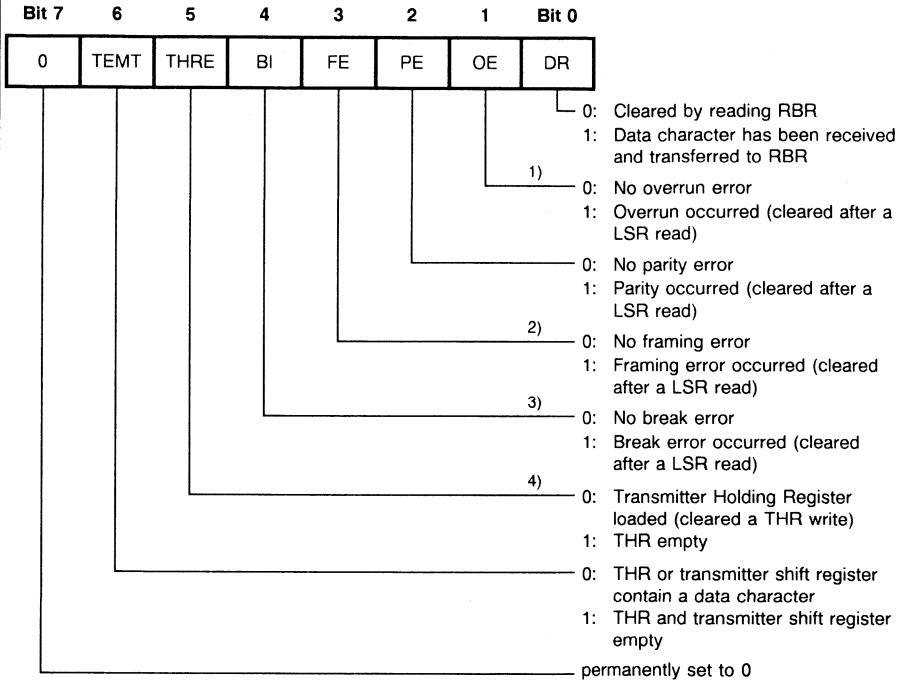 Bit 7 6 5 4 3 2 1 Bit 0
0 TEMT THRE BI FE PE OE DR
0: Cleared by reading RBR
1: Data character has been received
and transferred to RBR
1)
0: No overrun error
1: Overrun occurred (cleared after a
LSR read)
0: No parity error
1: Parity occurred (cleared after a
LSR read)
2)
0: No framing error
1: Framing error occurred (cleared
after a LSR read)
3)
0: No break error
1: Break error occurred (cleared
after a LSR read)
4)
0: Transmitter Holding Register
loaded (cleared a THR write)
1: THR empty
0: THR or transmitter shift register
contain a data character
1: THR and transmitter shift register
empty
permanently set to 0